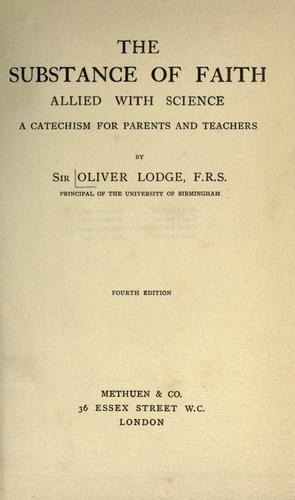 THE
SUBSTANCE OF FAITH
ALLIED WITH SCIENCE
A CATECHISM FOR PARENTS AND TEACHERS
BY
SIR OLIVER LODGE, F.R.S.
PRINCIPAL OF THE UNIVERSITY OF BIRMINGHAM
FOURTH EDITION
METHUEN & CO.
36 ESSEX STREET W.C.
LONDON